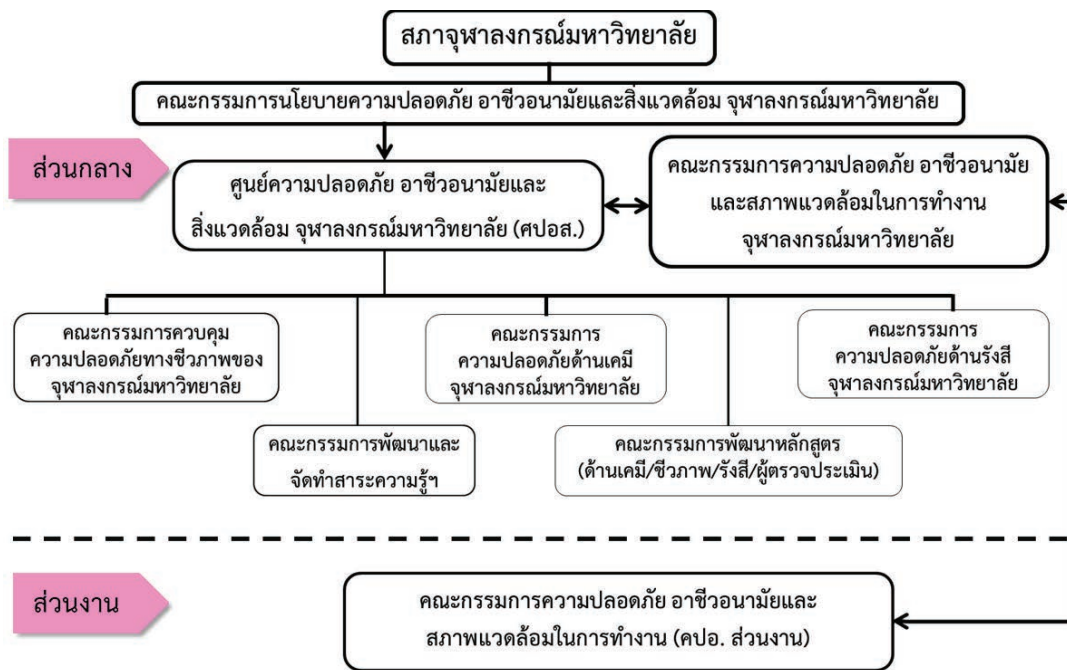 สภาจุฬาลงกรณ์มหาวิทยาลัย
คณะกรรมการนโยบายความปลอดภัย อาชีวอนามัยและสิ่งแวดล้อม จุฬาลงกรณ์มหาวิทยาลัย
ส่วนกลาง
ศูนย์ความปลอดภัย อาชีวอนามัยและ
สิ่งแวดล้อม จุฬาลงกรณ์มหาวิทยาลัย (ศปอส.)
คณะกรรมการความปลอดภัย อาชีวอนามัย
และสภาพแวดล้อมในการทำงาน
จุฬาลงกรณ์มหาวิทยาลัย
คณะกรรมการควบคุม
ความปลอดภัยทางชีวภาพของ
จุฬาลงกรณ์มหาวิทยาลัย
คณะกรรมการ
ความปลอดภัยด้านเคมี
จุฬาลงกรณ์มหาวิทยาลัย
คณะกรรมการ
ความปลอดภัยด้านรังสี
จุฬาลงกรณ์มหาวิทยาลัย
คณะกรรมการพัฒนาและ
จัดทำสาระความรู้ฯ
คณะกรรมการพัฒนาหลักสูตร
(ด้านเคมี/ชีวภาพ/รังสี/ผู้ตรวจประเมิน)
ส่วนงาน
คณะกรรมการความปลอดภัย อาชีวอนามัยและ
สภาพแวดล้อมในการทำงาน (คปอ. ส่วนงาน)